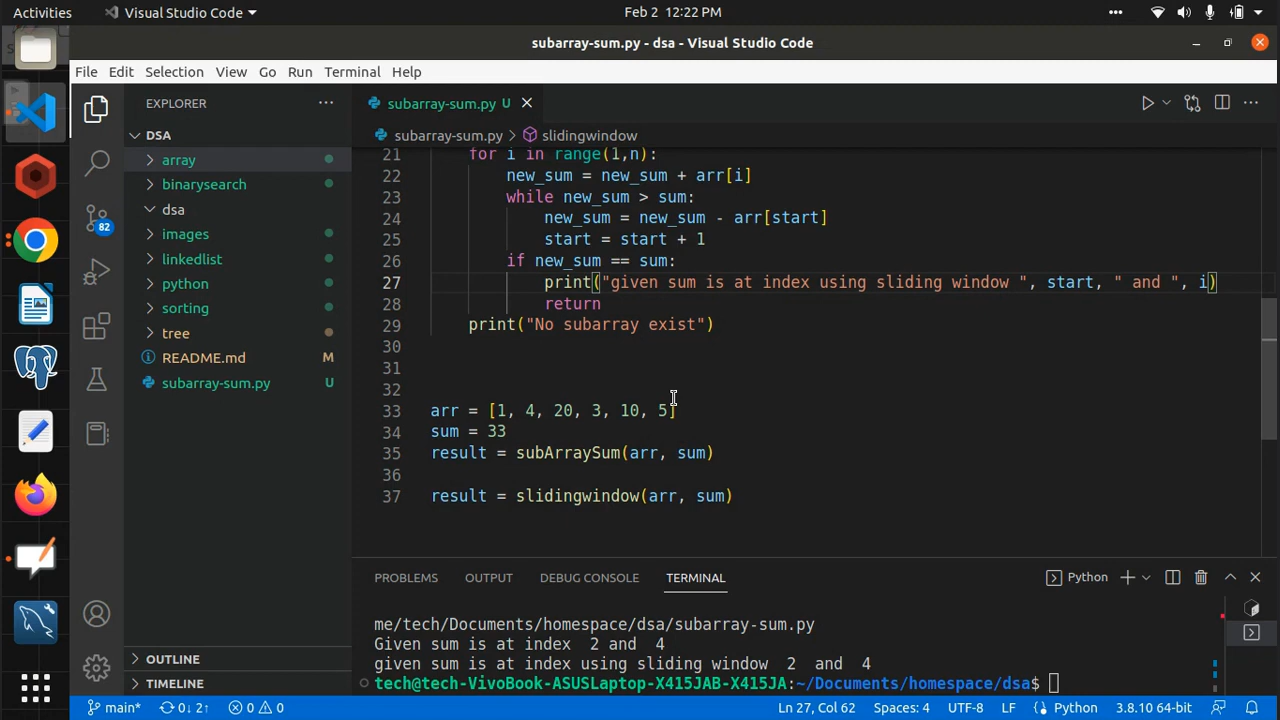 Activities Visual Studio Code Feb 2 12:22 PM
subarray-sum.py - dsa - Visual Studio Code
File Edit Selection View Go Run Terminal Help
EXPLORER
DSA
array
binarysearch
dsa
images
linkedlist
python
sorting
tree
README.md M
subarray-sum.py U
OUTLINE
TIMELINE
82
subarray-sum.py U
subarray-sum.py > slidingwindow
21 for i in range(1,n):
22 new_sum = new_sum + arr[i]
23 while new_sum > sum:
24 new_sum = new_sum - arr[start]
25 start = start + 1
26 if new_sum == sum:
27 print("given sum is at index using sliding window ", start, " and ", i)
28 return
29 print("No subarray exist")
30
31
32
33 arr = [1, 4, 20, 3, 10, 5]
34 sum = 33
35 result = subArraySum(arr, sum)
36
37 result = slidingwindow(arr, sum)
PROBLEMS OUTPUT DEBUG CONSOLE TERMINAL Python
me/tech/Documents/homespace/dsa/subarray-sum.py
Given sum is at index  2 and  4
given sum is at index using sliding window  2  and  4
tech@tech-VivoBook-ASUSLaptop-X415JAB-X415JA:~/Documents/homespace/dsa$
main* 0↓ 2↑ 0 0 Ln 27, Col 62 Spaces: 4 UTF-8 LF Python 3.8.10 64-bit